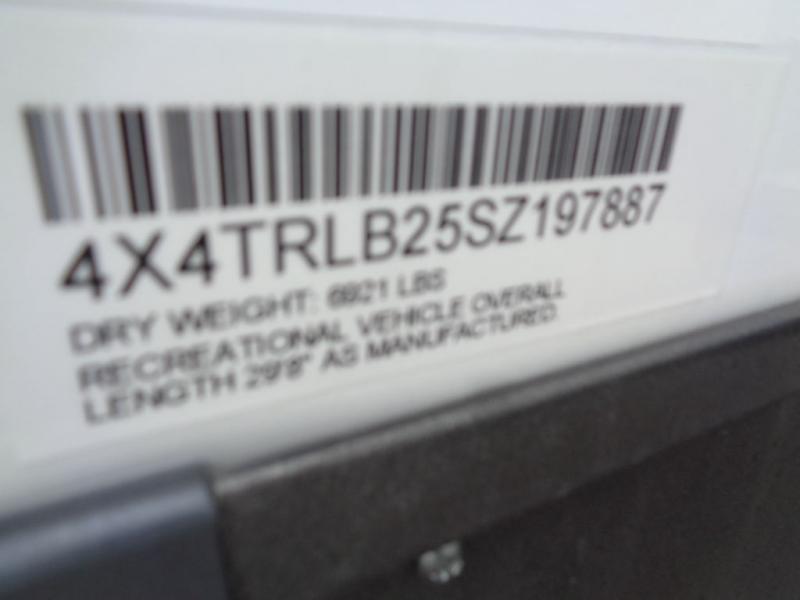 4X4TRLB25SZ197887
DRY WEIGHT: 6921 LBS
RECREATIONAL VEHICLE OVERALL
LENGTH 29'8" AS MANUFACTURED